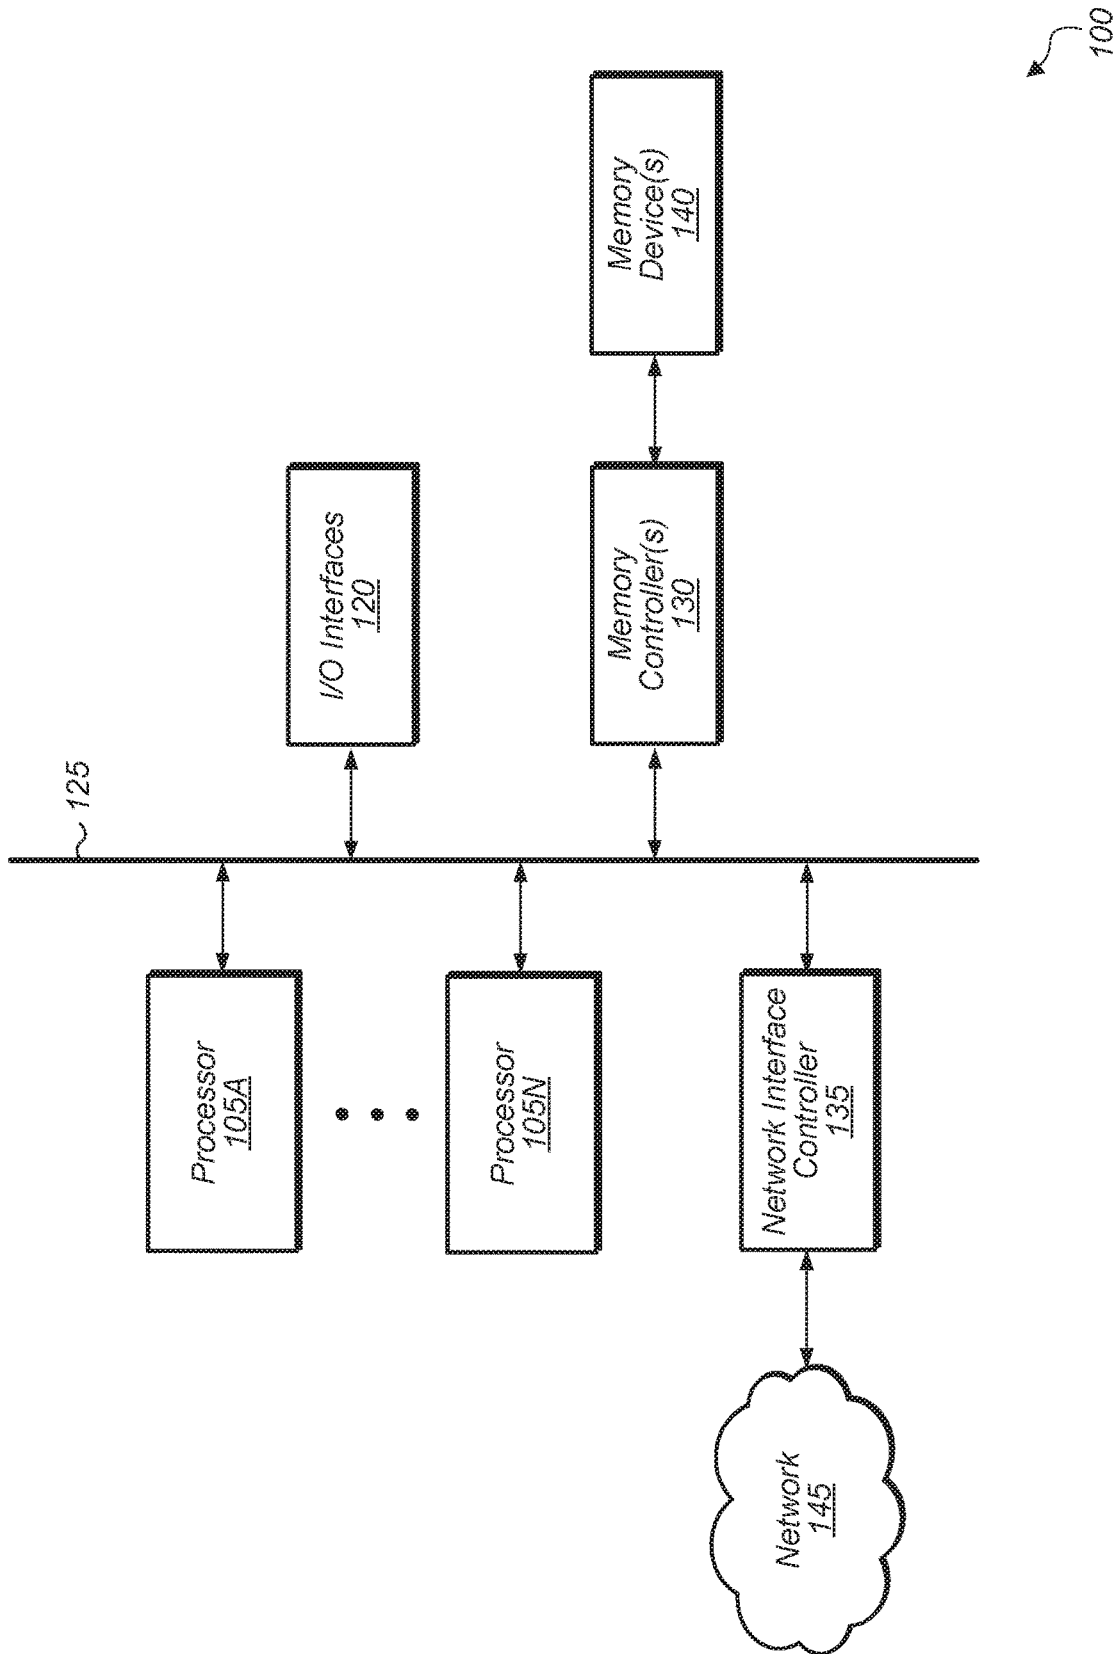 100
Processor
105A
Processor
105N
Network Interface
Controller
135
Network
145
125
I/O Interfaces
120
Memory
Controller(s)
130
Memory
Device(s)
140